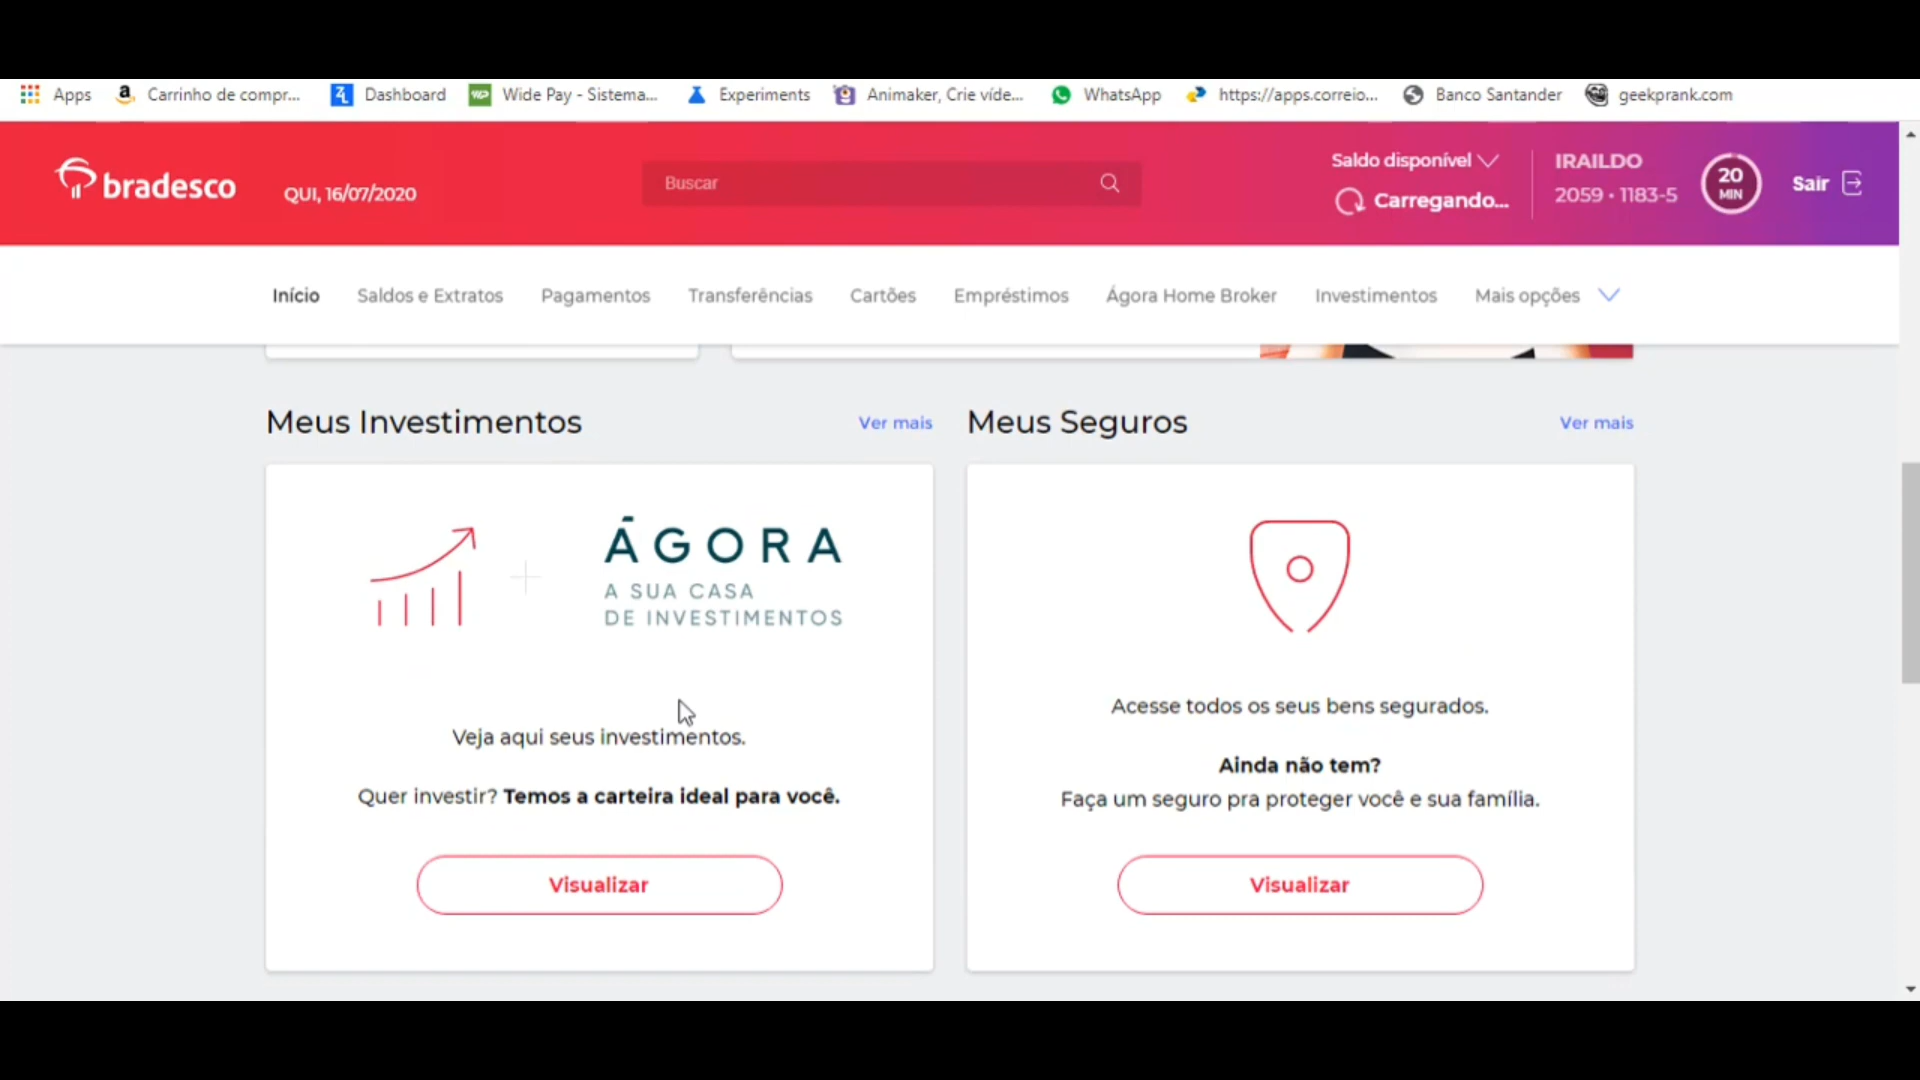 Apps Carrinho de compr... Dashboard Wide Pay - Sistema... Experiments Animaker, Crie víde... WhatsApp https://apps.correio... Banco Santander geekprank.com
bradesco
QUI, 16/07/2020
Buscar
Saldo disponível
Carregando...
IRAILDO
2059 • 1183-5
20
MIN
Sair
Início Saldos e Extratos Pagamentos Transferências Cartões Empréstimos Ágora Home Broker Investimentos Mais opções
Meus Investimentos
Ver mais
ÁGORA
A SUA CASA
DE INVESTIMENTOS
Veja aqui seus investimentos.
Quer investir? Temos a carteira ideal para você.
Visualizar
Meus Seguros
Ver mais
Acesse todos os seus bens segurados.
Ainda não tem?
Faça um seguro pra proteger você e sua família.
Visualizar